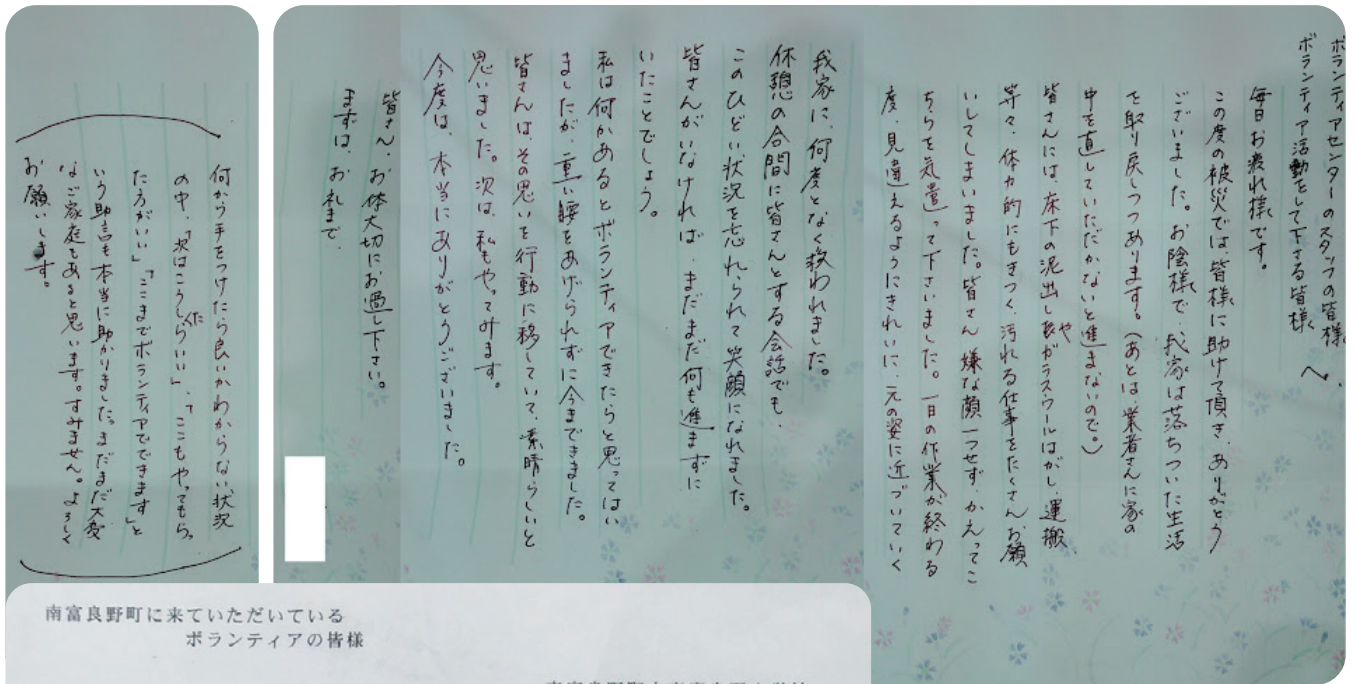 ボランティアセンターのスタッフの皆様、
ボランティア活動をして下さる皆様 へ
毎日お疲れ様です。
この度の被災では皆様に助けて頂き、ありがとう
ございました。お陰様で、我家は落ちついた生活
を取り戻しつつあります。(あとは、業者さんに家の
中を直していただかないと進まないので。)
皆さんには、床下の泥出しやガラスウールはがし、運搬
等々、体力的にもきつく、汚れる仕事をたくさんお願
いしてしまいました。皆さん嫌な顔一つせず、かえってこ
ちらを気遣って下さいました。一日の作業が終わる
度、見違えるようにきれいに、元の姿に近づいていく
我家に、何度となく救われました。
休憩の合間に皆さんとする会話でも、
このひどい状況を忘れられて笑顔になれました。
皆さんがいなければ、まだまだ何も進まずに
いたことでしょう。
私は何かあるとボランティアできたらと思ってはい
ましたが、重い腰をあげられずに今まできました。
皆さんは、その思いを行動に移していて、素晴らしいと
思いました。次は、私もやってみます。
今度は、本当にありがとうございました。
皆さん、お体大切にお過し下さい。
まずは、お礼まで、
何から手をつけたら良いかわからない状況
の中、「次はこうしたらいい」、「ここもやってもら
た方がいい」「ここまでボランティアでできます」と
いう助言も本当に助かりました。まだまだ大変
なご家庭もあると思います。すみません。よろしく
お願いします。
南富良野町に来ていただいている
ボランティアの皆様